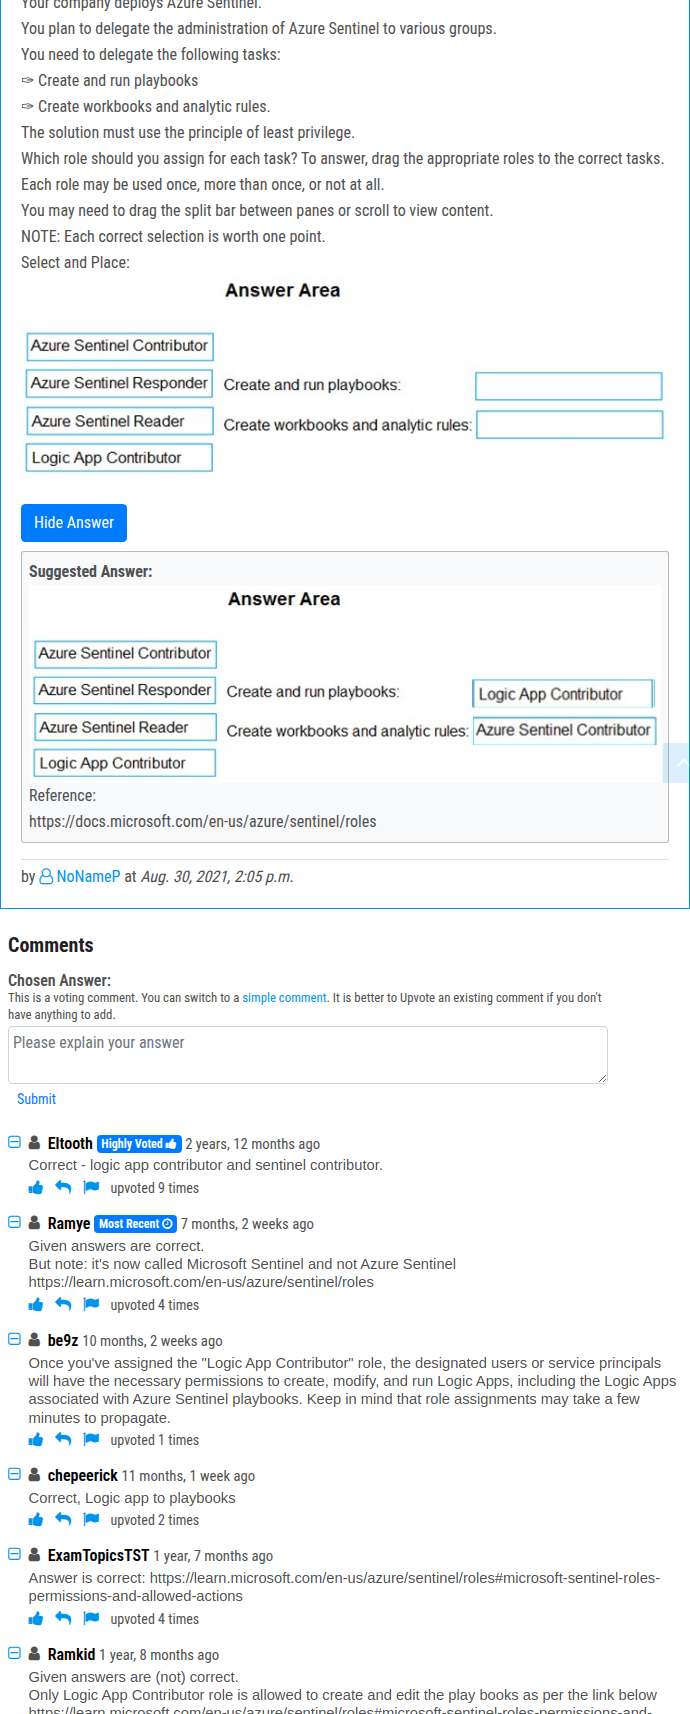 Your company deploys Azure Sentinel.
You plan to delegate the administration of Azure Sentinel to various groups.
You need to delegate the following tasks:
✑ Create and run playbooks
✑ Create workbooks and analytic rules.
The solution must use the principle of least privilege.
Which role should you assign for each task? To answer, drag the appropriate roles to the correct tasks.
Each role may be used once, more than once, or not at all.
You may need to drag the split bar between panes or scroll to view content.
NOTE: Each correct selection is worth one point.
Select and Place:
Answer Area
Azure Sentinel Contributor
Azure Sentinel Responder
Create and run playbooks:
Azure Sentinel Reader
Create workbooks and analytic rules:
Logic App Contributor
Hide Answer
Suggested Answer:
Answer Area
Azure Sentinel Contributor
Azure Sentinel Responder
Create and run playbooks:
Logic App Contributor
Azure Sentinel Reader
Create workbooks and analytic rules:
Azure Sentinel Contributor
Logic App Contributor
Reference:
https://docs.microsoft.com/en-us/azure/sentinel/roles
by NoNameP at Aug. 30, 2021, 2:05 p.m.
Comments
Chosen Answer:
This is a voting comment. You can switch to a simple comment. It is better to Upvote an existing comment if you don't
have anything to add.
Please explain your answer
Submit
Eltooth Highly Voted 2 years, 12 months ago
Correct - logic app contributor and sentinel contributor.
upvoted 9 times
Ramye Most Recent 7 months, 2 weeks ago
Given answers are correct.
But note: it's now called Microsoft Sentinel and not Azure Sentinel
https://learn.microsoft.com/en-us/azure/sentinel/roles
upvoted 4 times
be9z 10 months, 2 weeks ago
Once you've assigned the "Logic App Contributor" role, the designated users or service principals
will have the necessary permissions to create, modify, and run Logic Apps, including the Logic Apps
associated with Azure Sentinel playbooks. Keep in mind that role assignments may take a few
minutes to propagate.
upvoted 1 times
chepeerick 11 months, 1 week ago
Correct, Logic app to playbooks
upvoted 2 times
ExamTopicsTST 1 year, 7 months ago
Answer is correct: https://learn.microsoft.com/en-us/azure/sentinel/roles#microsoft-sentinel-roles-
permissions-and-allowed-actions
upvoted 4 times
Ramkid 1 year, 8 months ago
Given answers are (not) correct.
Only Logic App Contributor role is allowed to create and edit the play books as per the link below
https://learn.microsoft.com/en-us/azure/sentinel/roles#microsoft-sentinel-roles-permissions-and-